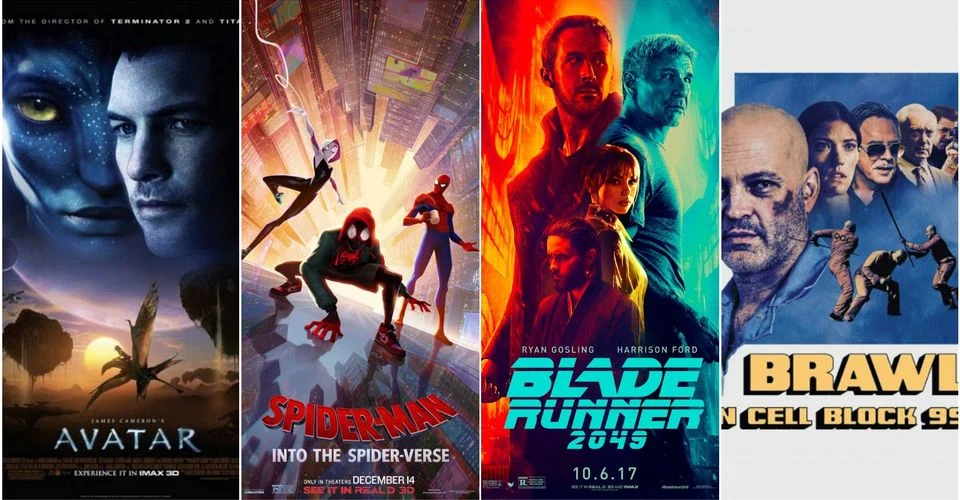 OM THE DIRECTOR OF TERMINATOR 2 AND TITA
JAMES CAMERON'S
AVATAR
EXPERIENCE IT IN IMAX 3D
SPIDER-MAN
INTO THE SPIDER-VERSE
ONLY IN THEATERS DECEMBER 14
SEE IT IN REAL D 3D
RYAN GOSLING HARRISON FORD
BLADE
RUNNER
2049
10.6.17
BRAWL
N CELL BLOCK 99